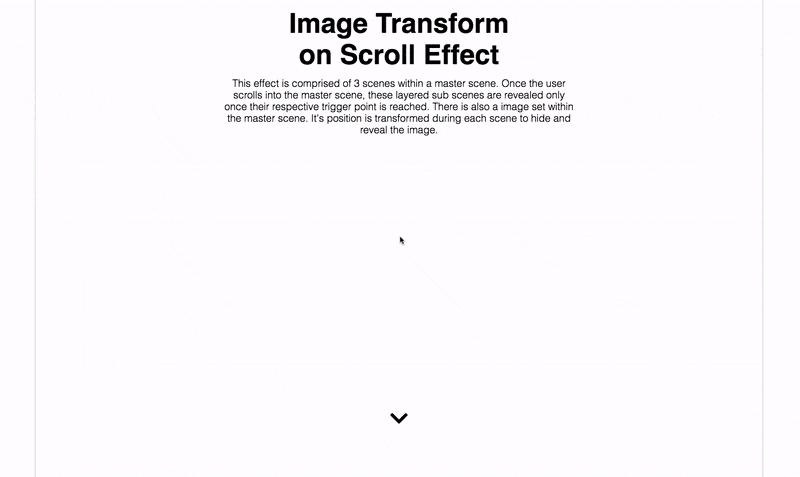 Image Transform
on Scroll Effect
This effect is comprised of 3 scenes within a master scene. Once the user
scrolls into the master scene, these layered sub scenes are revealed only
once their respective trigger point is reached. There is also a image set within
the master scene. It's position is transformed during each scene to hide and
reveal the image.